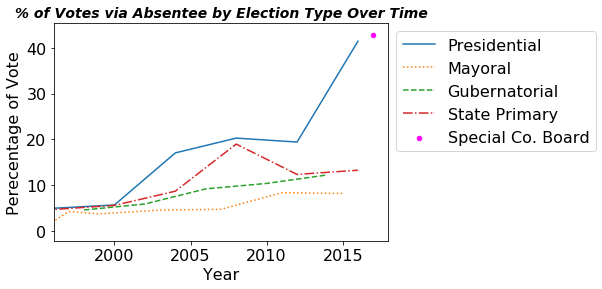 % of Votes via Absentee by Election Type Over Time
Perecentage of Vote
40
30
20
10
0
2000 2005 2010 2015
Year
Presidential
Mayoral
Gubernatorial
State Primary
Special Co. Board